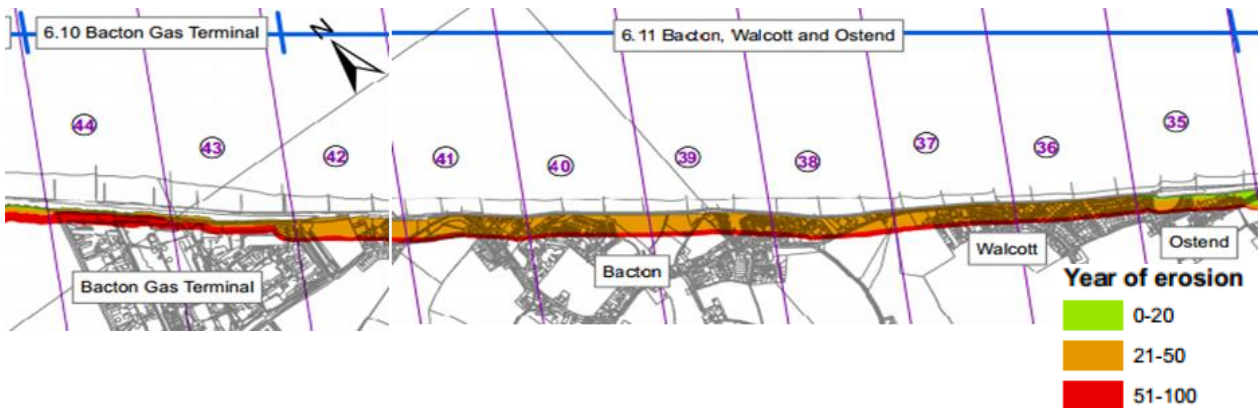 6.10 Bacton Gas Terminal
N
6.11 Bacton, Walcott and Ostend
44
43
42
41
40
39
38
37
36
35
Bacton Gas Terminal
Bacton
Walcott
Ostend
Year of erosion
0-20
21-50
51-100